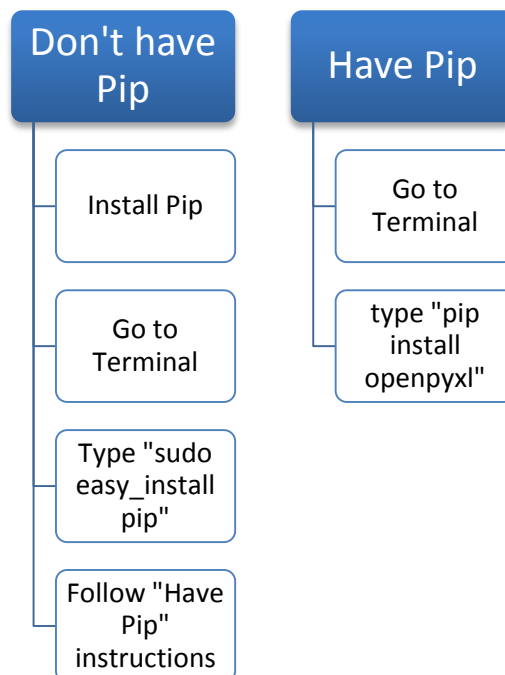 Don't have
Pip
Install Pip
Go to
Terminal
Type "sudo
easy_install
pip"
Follow "Have
Pip"
instructions
Have Pip
Go to
Terminal
type "pip
install
openpyxl"